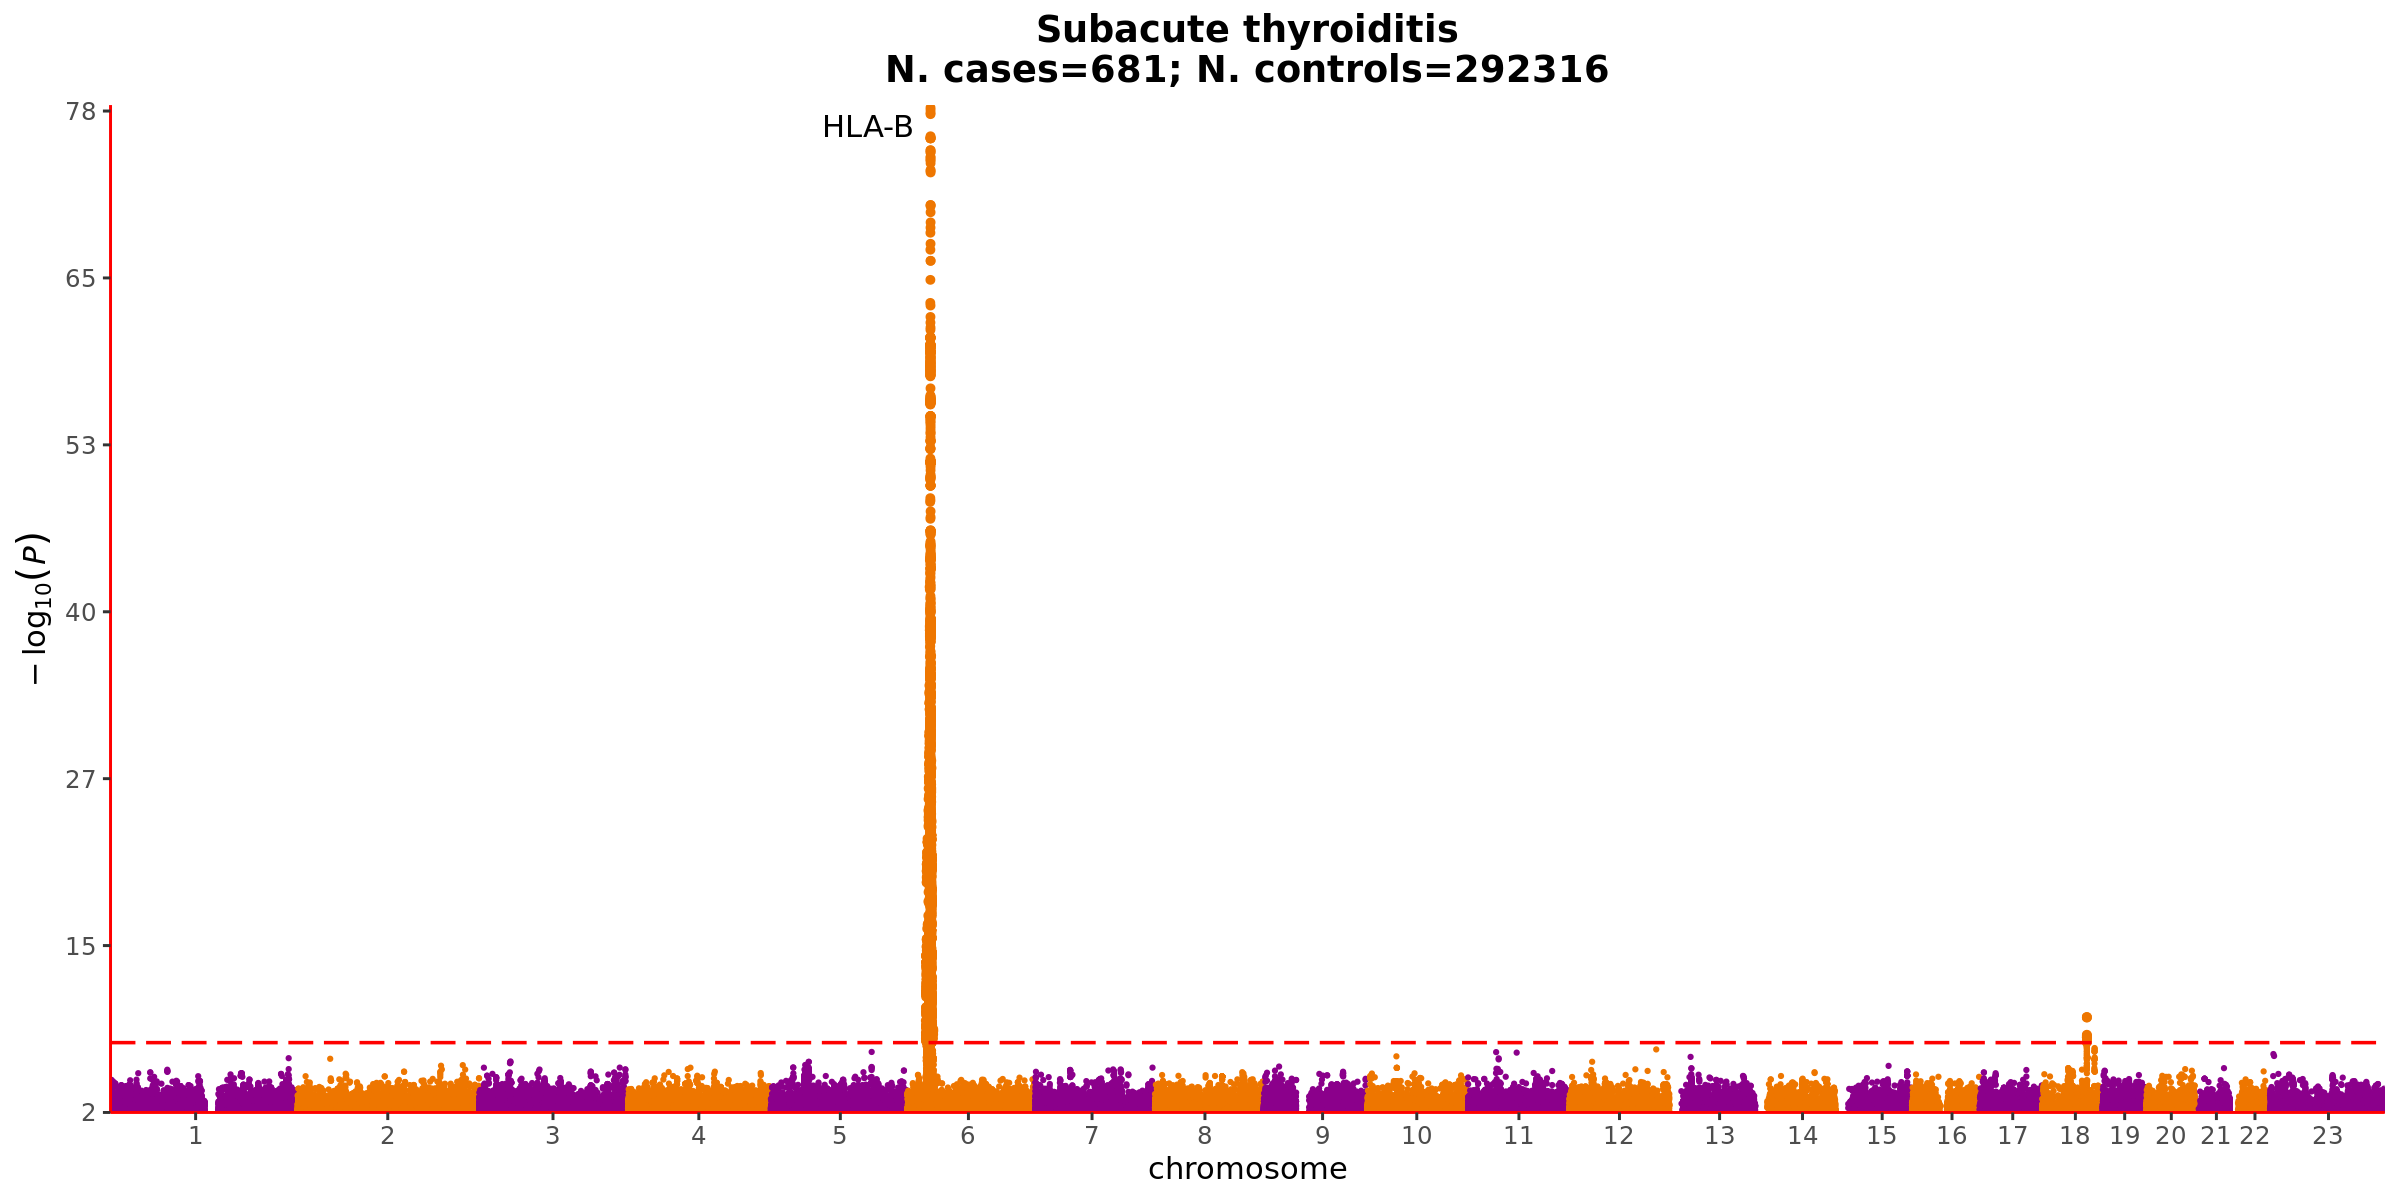 Subacute thyroiditis
N. cases=681; N. controls=292316
HLA-B
78
65
53
40
27
15
2
− log10(P)
1 2 3 4 5 6 7 8 9 10 11 12 13 14 15 16 17 18 19 20 21 22 23
chromosome